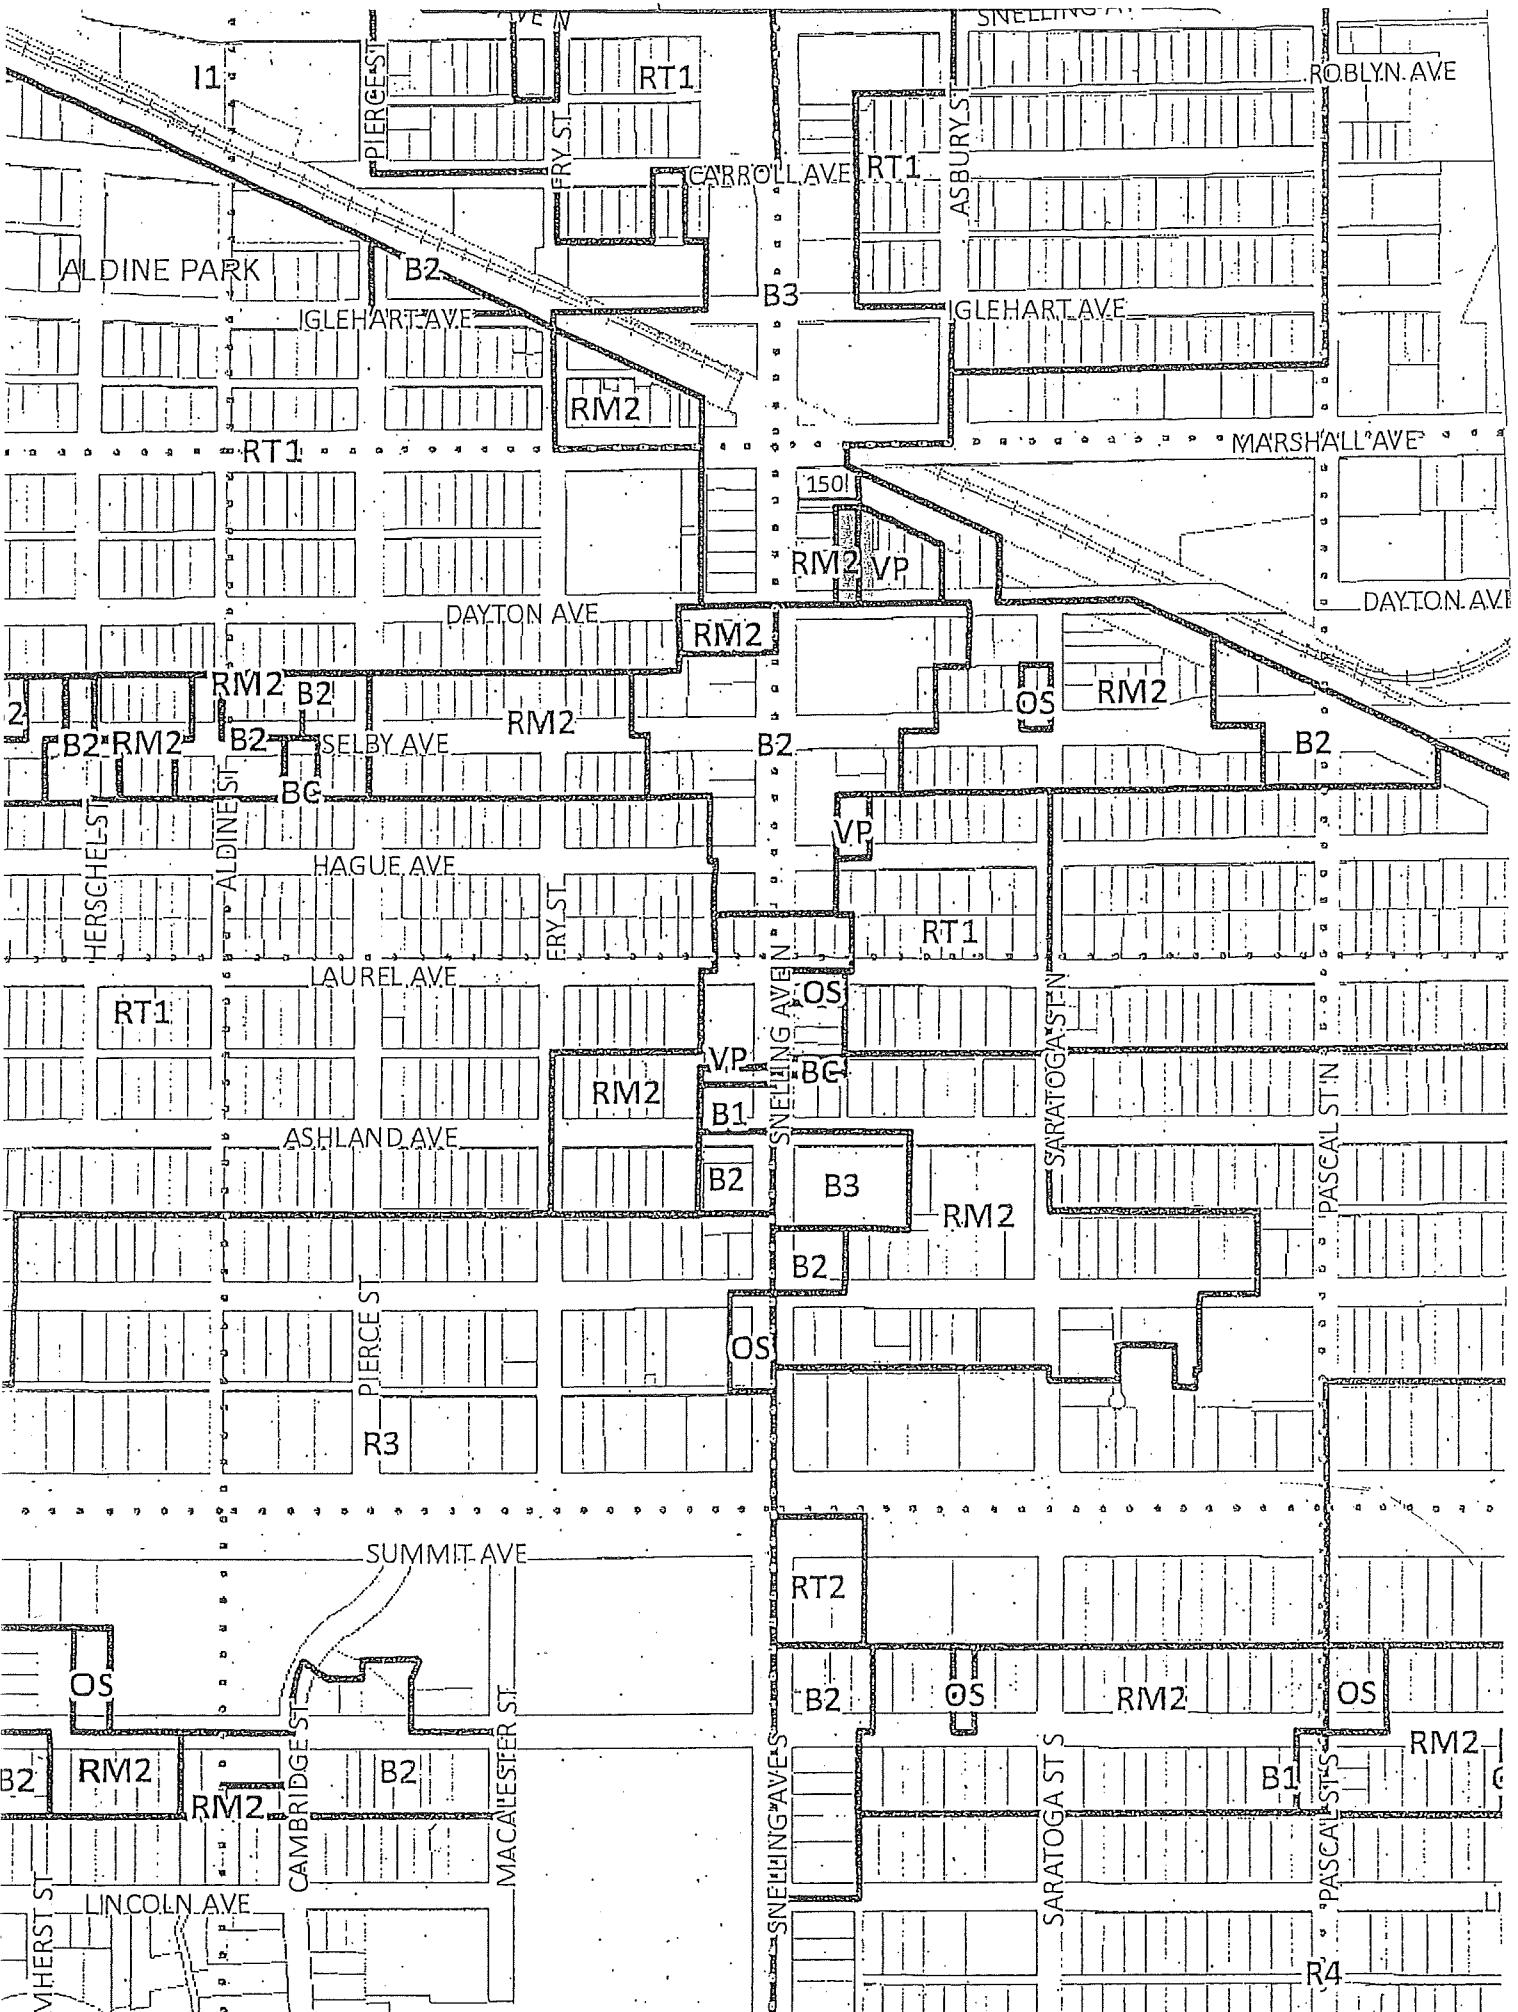 AVE N
SNELLING AV
I1
PIERCE ST
RT1
ROBLYN AVE
FRY ST
CARROLL AVE
RT1
ASBURY ST
ALDINE PARK
B2
B3
IGLEHART AVE
IGLEHART AVE
RM2
RT1
MARSHALL AVE
150
RM2
VP
DAYTON AVE
DAYTON AVE
RM2
RM2
B2
RM2
OS
RM2
2
B2
RM2
B2
SELBY AVE
B2
B2
BC
VP
HERSCHEL ST
ALDINE ST
HAGUE AVE
FRY ST
RT1
LAUREL AVE
SNELLING AVE N
OS
RT1
SARATOGA ST N
VP
BC
RM2
B1
PASCAL ST N
ASHLAND AVE
B2
B3
RM2
B2
PIERCE ST
OS
R3
SUMMIT AVE
RT2
OS
B2
OS
RM2
OS
CAMBRIDGE ST
MACALESTER ST
SNELLING AVE S
SARATOGA ST S
PASCAL ST S
B2
RM2
B2
B1
RM2
RM2
LINCOLN AVE
MHERST ST
LI
R4